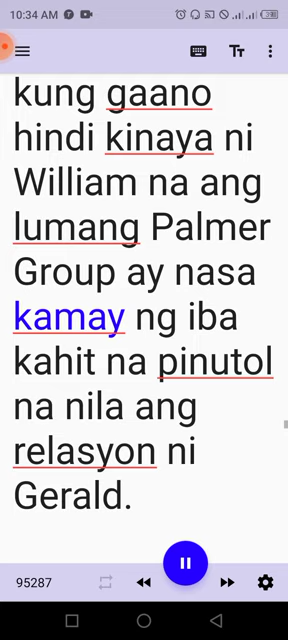 10:34 AM
kung gaano
hindi kinaya ni
William na ang
lumang Palmer
Group ay nasa
kamay ng iba
kahit na pinutol
na nila ang
relasyon ni
Gerald.
95287